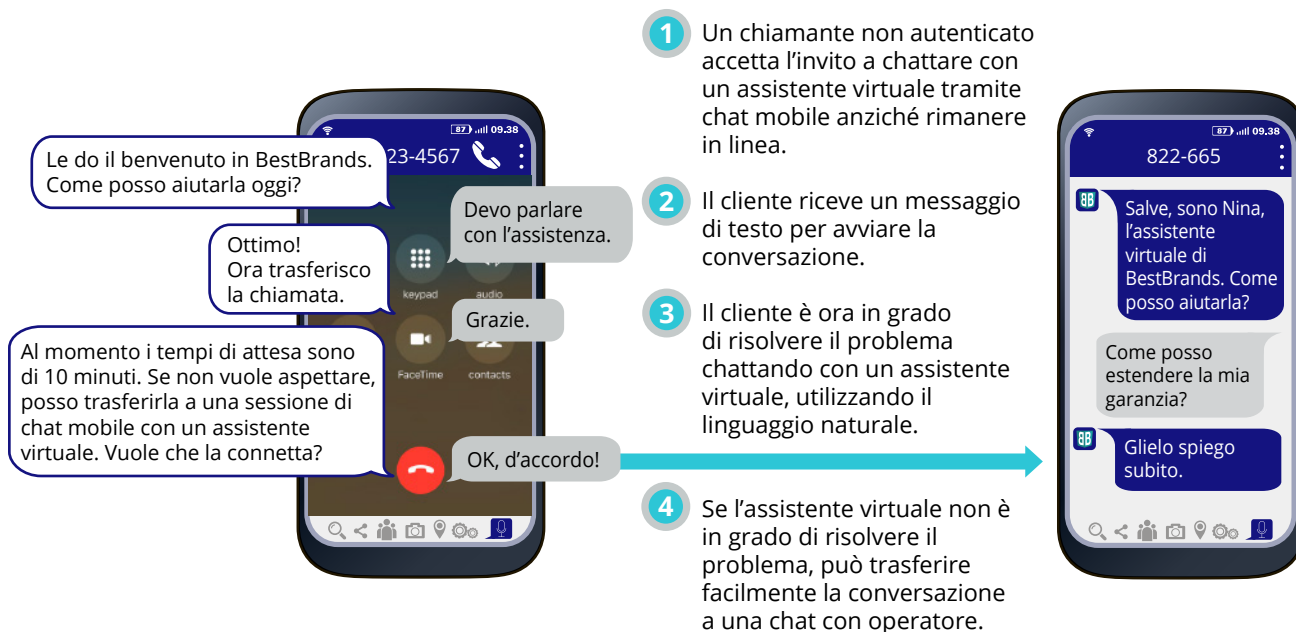 87 09.38
23-4567
Le do il benvenuto in BestBrands.
Come posso aiutarla oggi?
Devo parlare
con l'assistenza.
Ottimo!
Ora trasferisco
la chiamata.
keypad
audio
Grazie.
Al momento i tempi di attesa sono
di 10 minuti. Se non vuole aspettare,
posso trasferirla a una sessione di
chat mobile con un assistente
virtuale. Vuole che la connetta?
FaceTime
contacts
OK, d'accordo!
1 Un chiamante non autenticato
accetta l'invito a chattare con
un assistente virtuale tramite
chat mobile anziché rimanere
in linea.
2 Il cliente riceve un messaggio
di testo per avviare la
conversazione.
3 Il cliente è ora in grado
di risolvere il problema
chattando con un assistente
virtuale, utilizzando il
linguaggio naturale.
4 Se l'assistente virtuale non è
in grado di risolvere il
problema, può trasferire
facilmente la conversazione
a una chat con operatore.
87 09.38
822-665
BB
Salve, sono Nina,
l'assistente
virtuale di
BestBrands. Come
posso aiutarla?
Come posso
estendere la mia
garanzia?
BB
Glielo spiego
subito.